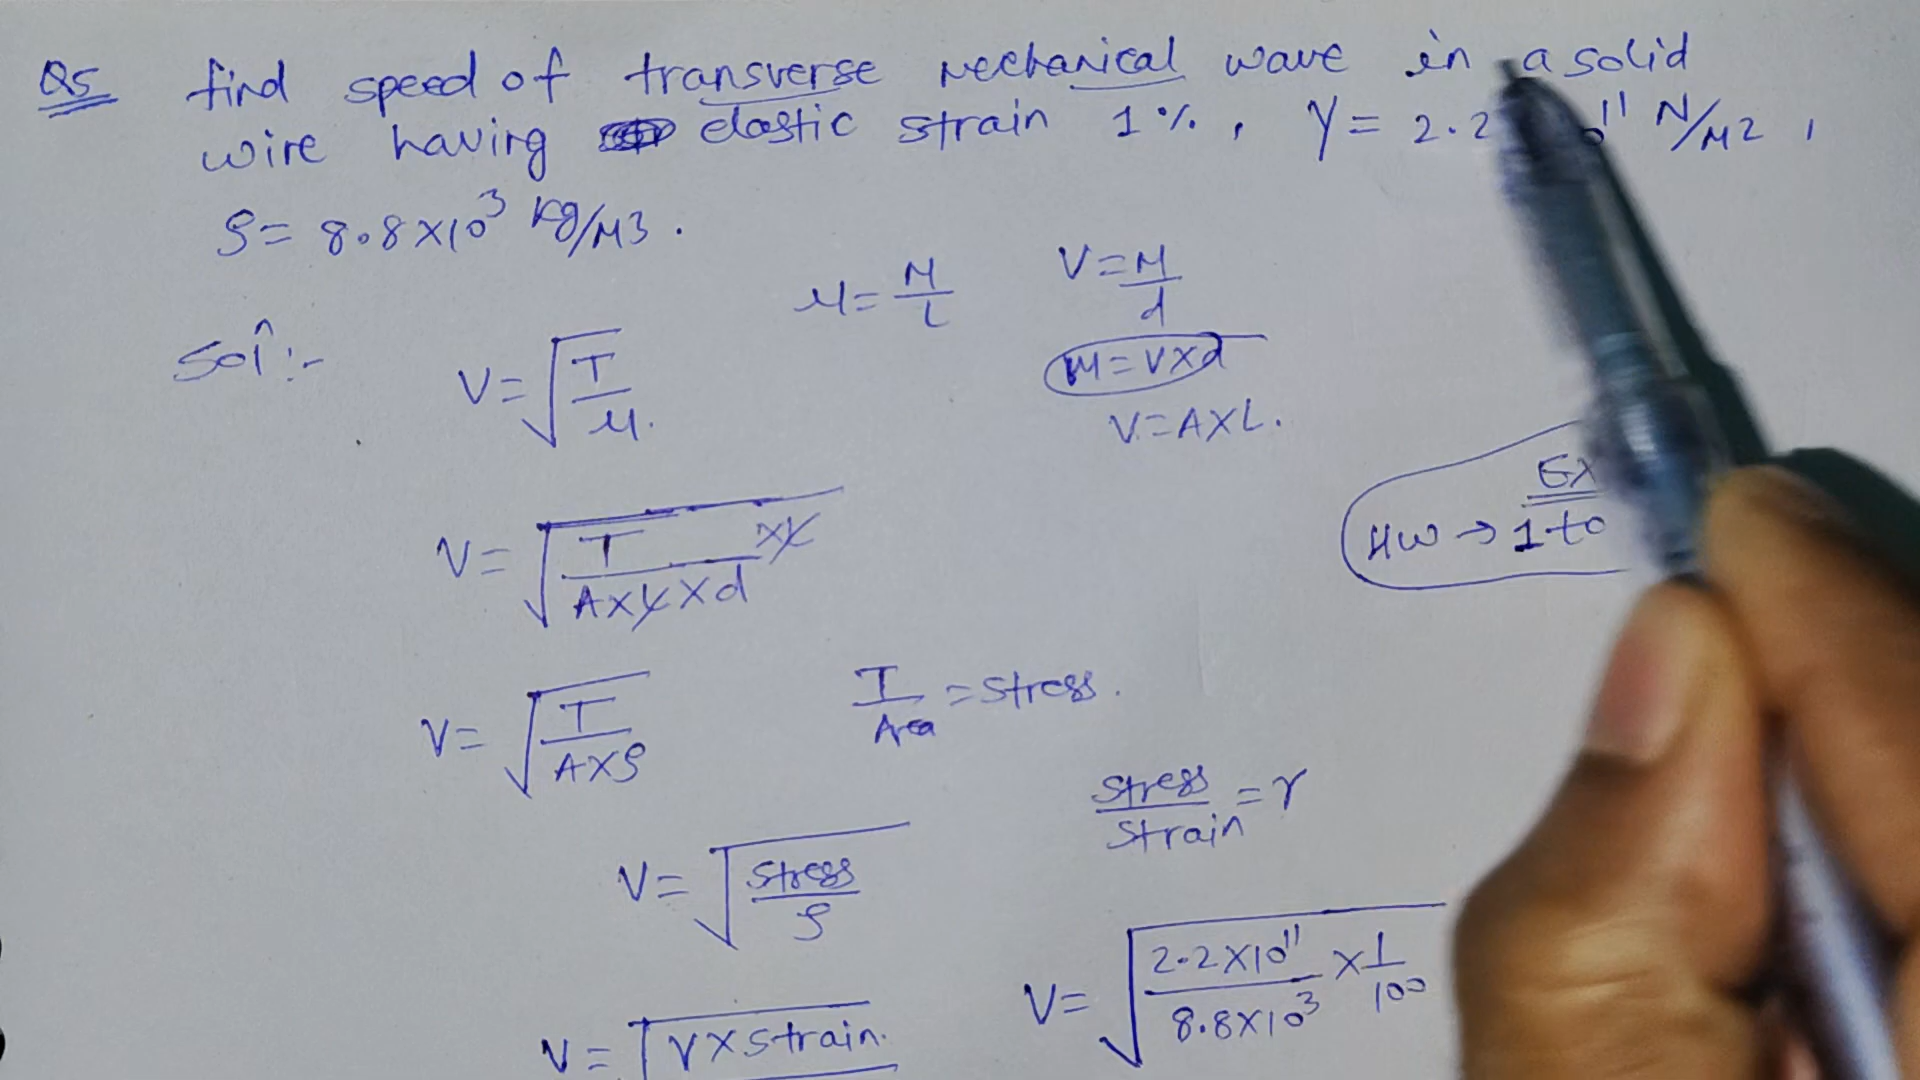 Q5 find speed of transverse Mechanical wave in a solid
wire having elastic strain 1%, Y = 2.2 11 N/M2,
ρ = 8.8×10³ kg/M3.
μ = M/L
V = M/d
Sol:-
V = √(T/μ).
M = V×d
V = A×L.
V = √(T/(A×L×d) ×L)
HW → 1 to
V = √(T/(A×ρ))
T/Area = Stress.
Stress/Strain = Y
V = √(Stress/ρ)
V = √((2.2×10¹¹)/(8.8×10³) × 1/100)
V = √(Y×Strain.